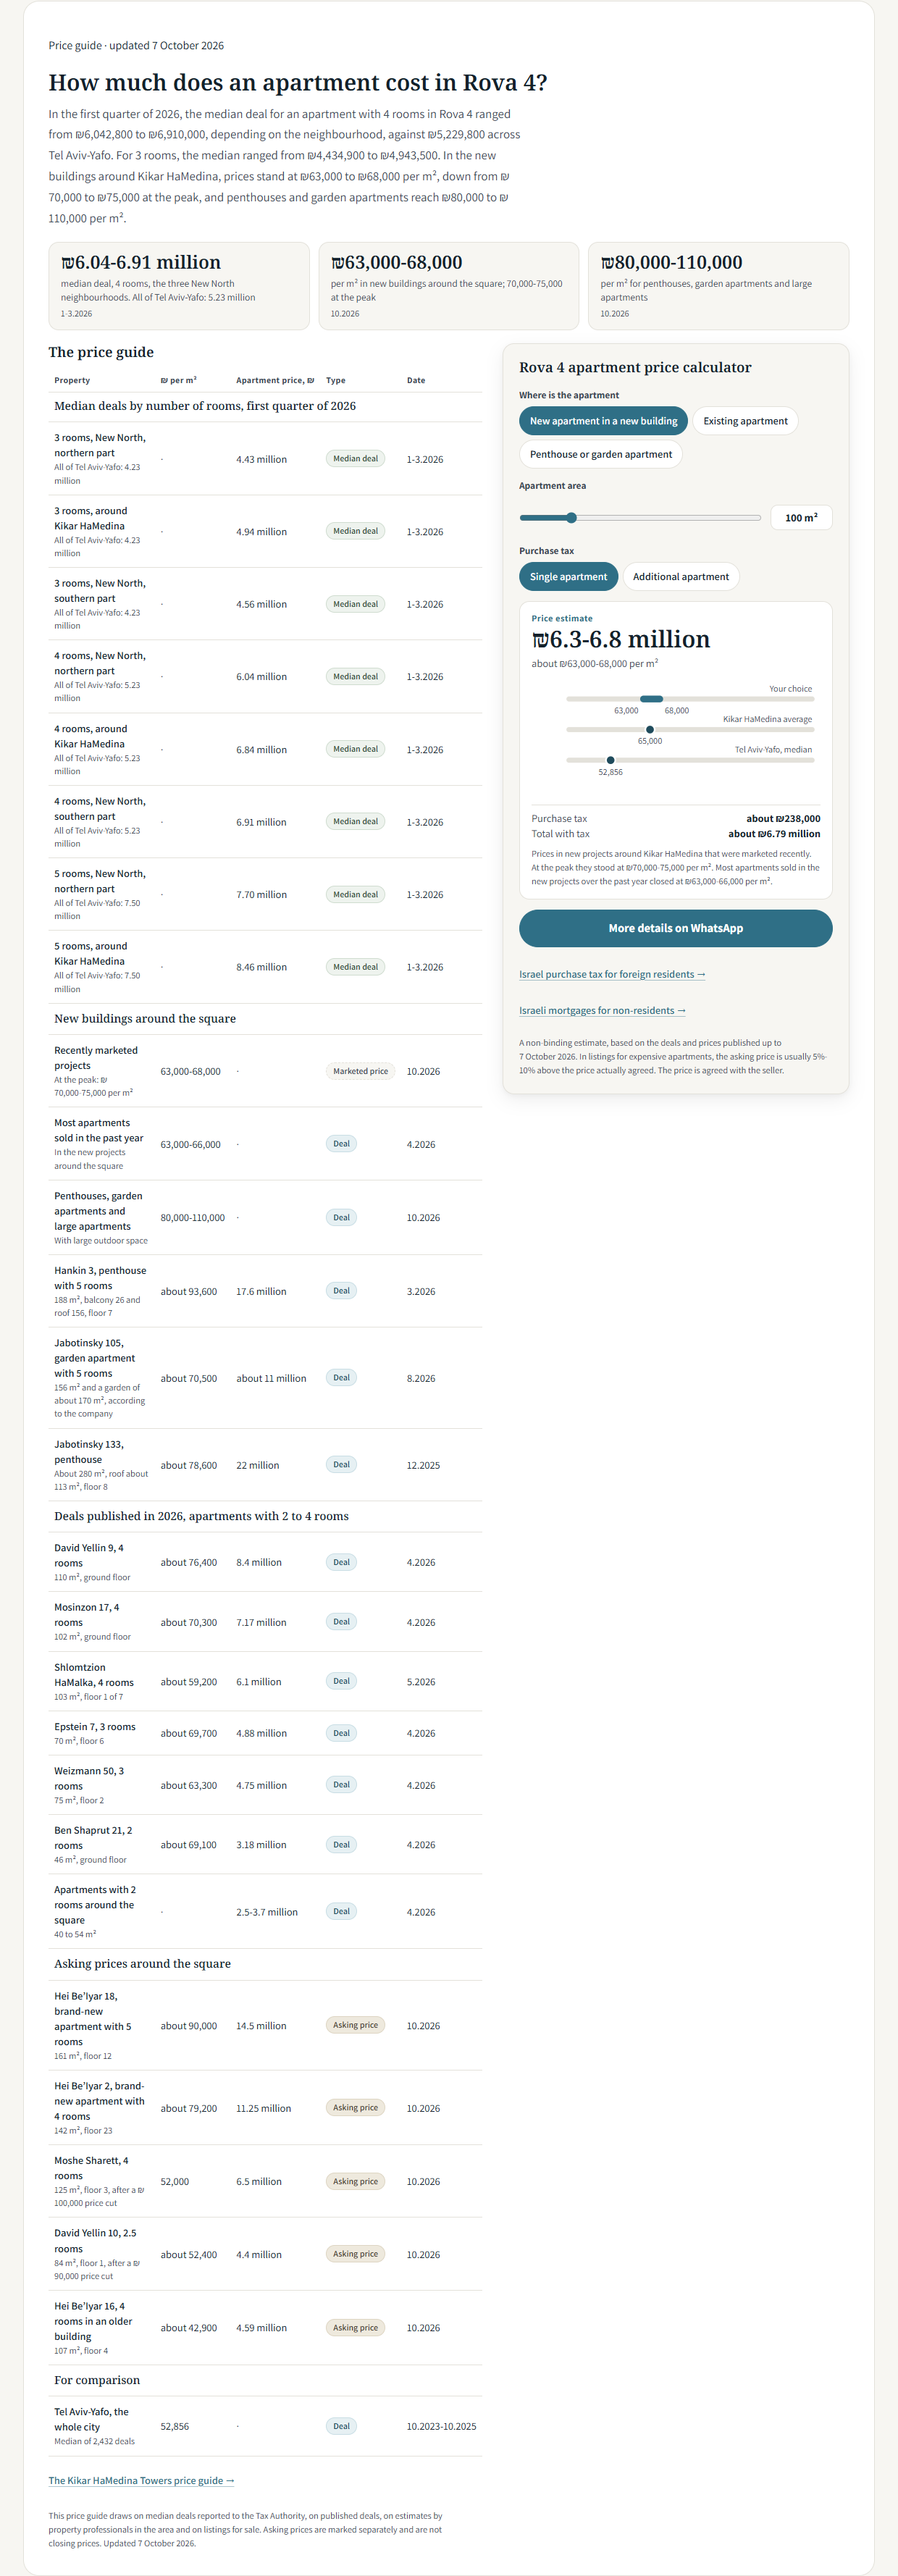 Price guide · updated 7 October 2026
How much does an apartment cost in Rova 4?
In the first quarter of 2026, the median deal for an apartment with 4 rooms in Rova 4 ranged
from ₪6,042,800 to ₪6,910,000, depending on the neighbourhood, against ₪5,229,800 across
Tel Aviv-Yafo. For 3 rooms, the median ranged from ₪4,434,900 to ₪4,943,500. In the new
buildings around Kikar HaMedina, prices stand at ₪63,000 to ₪68,000 per m², down from ₪
70,000 to ₪75,000 at the peak, and penthouses and garden apartments reach ₪80,000 to ₪
110,000 per m².
₪6.04-6.91 million
median deal, 4 rooms, the three New North
neighbourhoods. All of Tel Aviv-Yafo: 5.23 million
1-3.2026
₪63,000-68,000
per m² in new buildings around the square; 70,000-75,000
at the peak
10.2026
₪80,000-110,000
per m² for penthouses, garden apartments and large
apartments
10.2026
The price guide
Property ₪ per m² Apartment price, ₪ Type Date
Median deals by number of rooms, first quarter of 2026
3 rooms, New North,
northern part
All of Tel Aviv-Yafo: 4.23
million
· 4.43 million Median deal 1-3.2026
3 rooms, around
Kikar HaMedina
All of Tel Aviv-Yafo: 4.23
million
· 4.94 million Median deal 1-3.2026
3 rooms, New North,
southern part
All of Tel Aviv-Yafo: 4.23
million
· 4.56 million Median deal 1-3.2026
4 rooms, New North,
northern part
All of Tel Aviv-Yafo: 5.23
million
· 6.04 million Median deal 1-3.2026
4 rooms, around
Kikar HaMedina
All of Tel Aviv-Yafo: 5.23
million
· 6.84 million Median deal 1-3.2026
4 rooms, New North,
southern part
All of Tel Aviv-Yafo: 5.23
million
· 6.91 million Median deal 1-3.2026
5 rooms, New North,
northern part
All of Tel Aviv-Yafo: 7.50
million
· 7.70 million Median deal 1-3.2026
5 rooms, around
Kikar HaMedina
All of Tel Aviv-Yafo: 7.50
million
· 8.46 million Median deal 1-3.2026
New buildings around the square
Recently marketed
projects
At the peak: ₪
70,000-75,000 per m²
63,000-68,000 · Marketed price 10.2026
Most apartments
sold in the past year
In the new projects
around the square
63,000-66,000 · Deal 4.2026
Penthouses, garden
apartments and
large apartments
With large outdoor space
80,000-110,000 · Deal 10.2026
Hankin 3, penthouse
with 5 rooms
188 m², balcony 26 and
roof 156, floor 7
about 93,600 17.6 million Deal 3.2026
Jabotinsky 105,
garden apartment
with 5 rooms
156 m² and a garden of
about 170 m², according
to the company
about 70,500 about 11 million Deal 8.2026
Jabotinsky 133,
penthouse
About 280 m², roof about
113 m², floor 8
about 78,600 22 million Deal 12.2025
Deals published in 2026, apartments with 2 to 4 rooms
David Yellin 9, 4
rooms
110 m², ground floor
about 76,400 8.4 million Deal 4.2026
Mosinzon 17, 4
rooms
102 m², ground floor
about 70,300 7.17 million Deal 4.2026
Shlomtzion
HaMalka, 4 rooms
103 m², floor 1 of 7
about 59,200 6.1 million Deal 5.2026
Epstein 7, 3 rooms
70 m², floor 6
about 69,700 4.88 million Deal 4.2026
Weizmann 50, 3
rooms
75 m², floor 2
about 63,300 4.75 million Deal 4.2026
Ben Shaprut 21, 2
rooms
46 m², ground floor
about 69,100 3.18 million Deal 4.2026
Apartments with 2
rooms around the
square
40 to 54 m²
· 2.5-3.7 million Deal 4.2026
Asking prices around the square
Hei Be'Iyar 18,
brand-new
apartment with 5
rooms
161 m², floor 12
about 90,000 14.5 million Asking price 10.2026
Hei Be'Iyar 2, brand-
new apartment with
4 rooms
142 m², floor 23
about 79,200 11.25 million Asking price 10.2026
Moshe Sharett, 4
rooms
125 m², floor 3, after a ₪
100,000 price cut
52,000 6.5 million Asking price 10.2026
David Yellin 10, 2.5
rooms
84 m², floor 1, after a ₪
90,000 price cut
about 52,400 4.4 million Asking price 10.2026
Hei Be'Iyar 16, 4
rooms in an older
building
107 m², floor 4
about 42,900 4.59 million Asking price 10.2026
For comparison
Tel Aviv-Yafo, the
whole city
Median of 2,432 deals
52,856 · Deal 10.2023-10.2025
The Kikar HaMedina Towers price guide →
This price guide draws on median deals reported to the Tax Authority, on published deals, on estimates by
property professionals in the area and on listings for sale. Asking prices are marked separately and are not
closing prices. Updated 7 October 2026.
Rova 4 apartment price calculator
Where is the apartment
New apartment in a new building Existing apartment
Penthouse or garden apartment
Apartment area
100 m²
Purchase tax
Single apartment Additional apartment
Price estimate
₪6.3-6.8 million
about ₪63,000-68,000 per m²
Your choice
63,000 68,000
Kikar HaMedina average
65,000
Tel Aviv-Yafo, median
52,856
Purchase tax about ₪238,000
Total with tax about ₪6.79 million
Prices in new projects around Kikar HaMedina that were marketed recently.
At the peak they stood at ₪70,000-75,000 per m². Most apartments sold in the
new projects over the past year closed at ₪63,000-66,000 per m².
More details on WhatsApp
Israel purchase tax for foreign residents →
Israeli mortgages for non-residents →
A non-binding estimate, based on the deals and prices published up to
7 October 2026. In listings for expensive apartments, the asking price is usually 5%-
10% above the price actually agreed. The price is agreed with the seller.